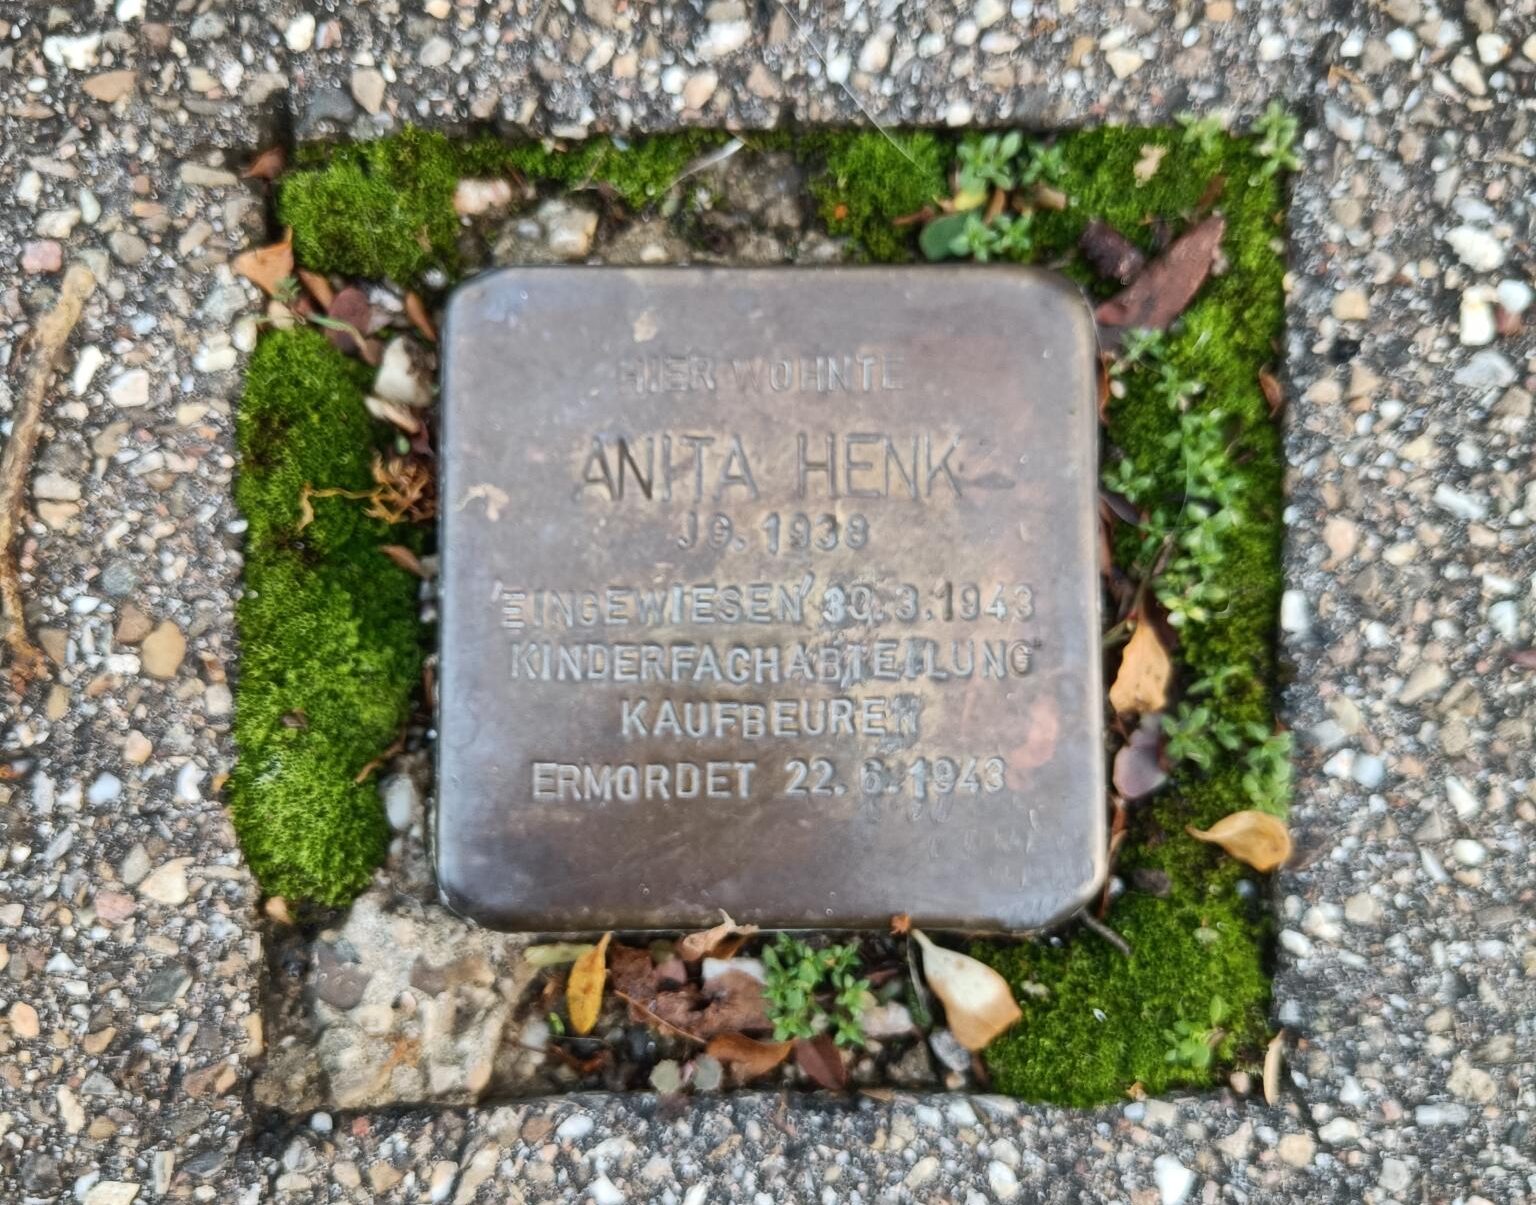 HIER WOHNTE
ANITA HENK
JG. 1938
'EINGEWIESEN' 30.3.1943
KINDERFACHABTEILUNG"
KAUFBEUREN
ERMORDET 22.6.1943